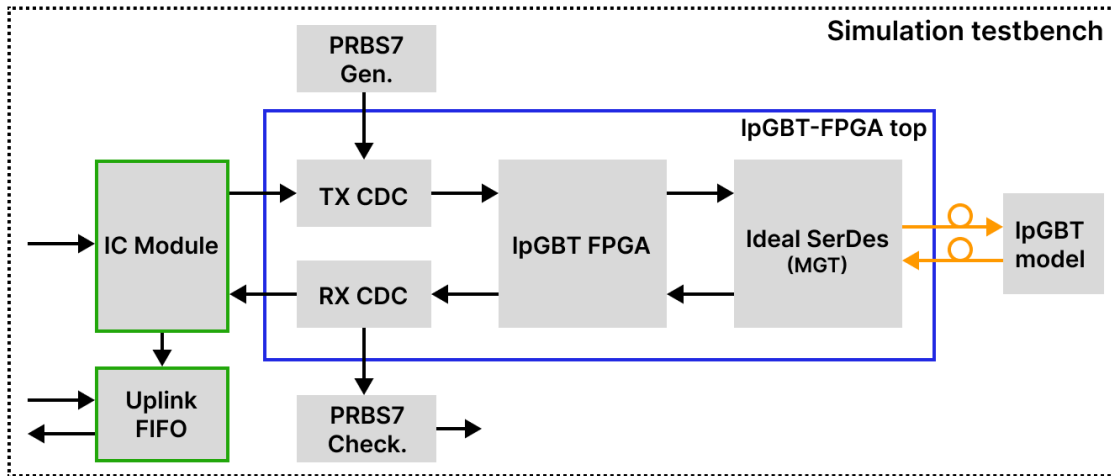 Simulation testbench
PRBS7
Gen.
lpGBT-FPGA top
IC Module
TX CDC
RX CDC
lpGBT FPGA
Ideal SerDes
(MGT)
lpGBT
model
Uplink
FIFO
PRBS7
Check.